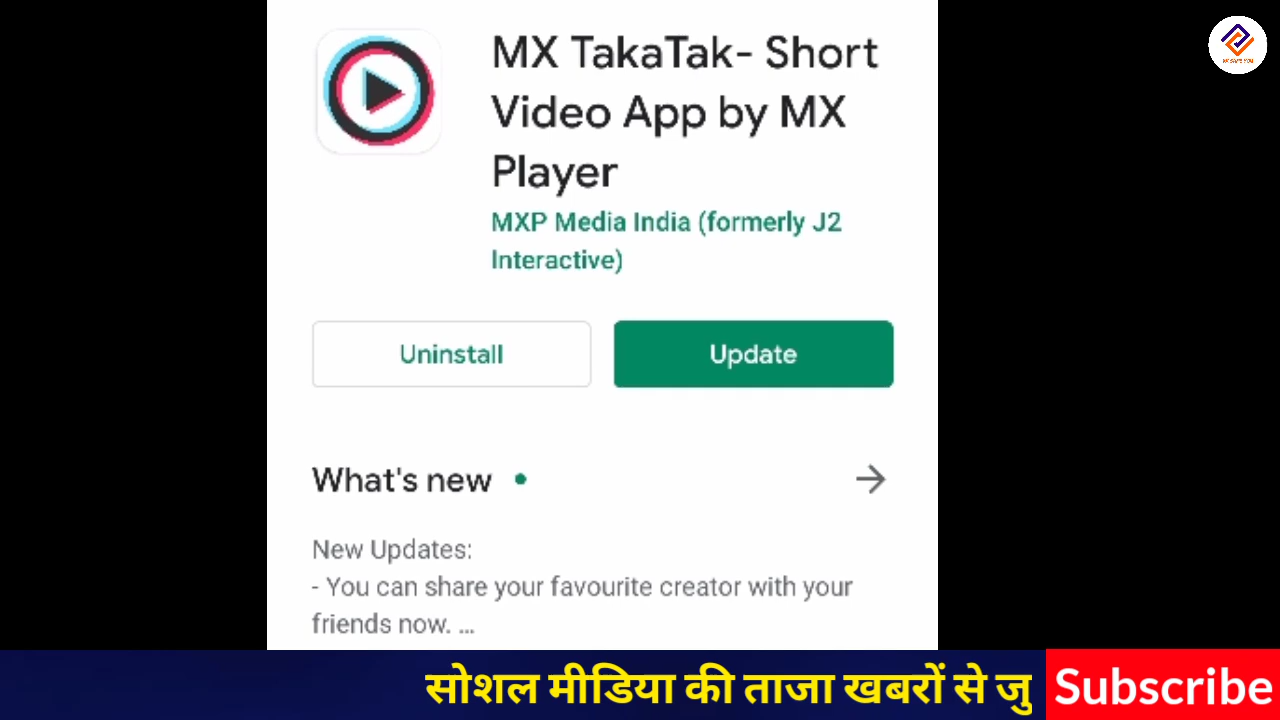 MX TakaTak- Short
Video App by MX
Player
MXP Media India (formerly J2
Interactive)
Uninstall
Update
What's new
New Updates:
- You can share your favourite creator with your
friends now. ...
सोशल मीडिया की ताजा खबरों से जु
Subscribe